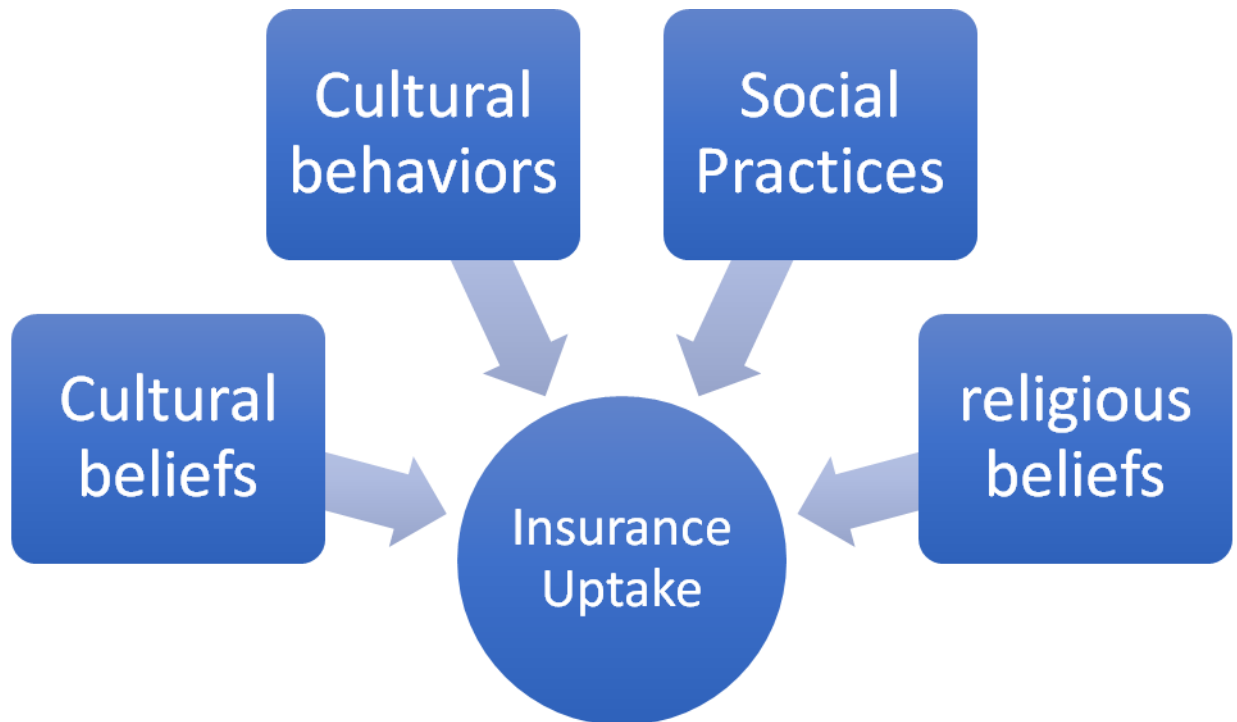 Cultural
behaviors
Social
Practices
Cultural
beliefs
religious
beliefs
Insurance
Uptake